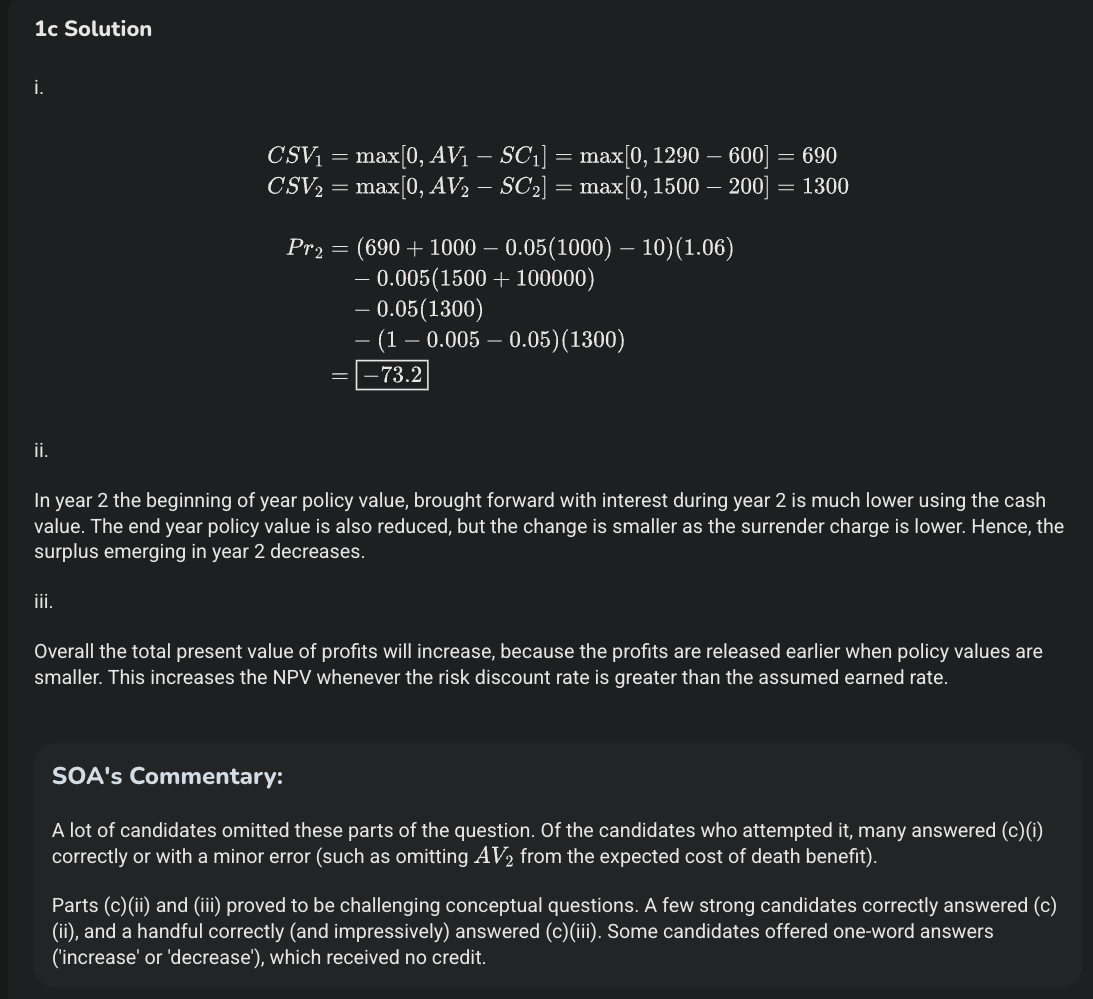 1c Solution
i.
CSV₁ = max[0, AV₁ − SC₁] = max[0, 1290 − 600] = 690
CSV₂ = max[0, AV₂ − SC₂] = max[0, 1500 − 200] = 1300
Pr₂ = (690 + 1000 − 0.05(1000) − 10)(1.06)
− 0.005(1500 + 100000)
− 0.05(1300)
− (1 − 0.005 − 0.05)(1300)
= −73.2
ii.
In year 2 the beginning of year policy value, brought forward with interest during year 2 is much lower using the cash
value. The end year policy value is also reduced, but the change is smaller as the surrender charge is lower. Hence, the
surplus emerging in year 2 decreases.
iii.
Overall the total present value of profits will increase, because the profits are released earlier when policy values are
smaller. This increases the NPV whenever the risk discount rate is greater than the assumed earned rate.
SOA's Commentary:
A lot of candidates omitted these parts of the question. Of the candidates who attempted it, many answered (c)(i)
correctly or with a minor error (such as omitting AV₂ from the expected cost of death benefit).
Parts (c)(ii) and (iii) proved to be challenging conceptual questions. A few strong candidates correctly answered (c)
(ii), and a handful correctly (and impressively) answered (c)(iii). Some candidates offered one-word answers
('increase' or 'decrease'), which received no credit.